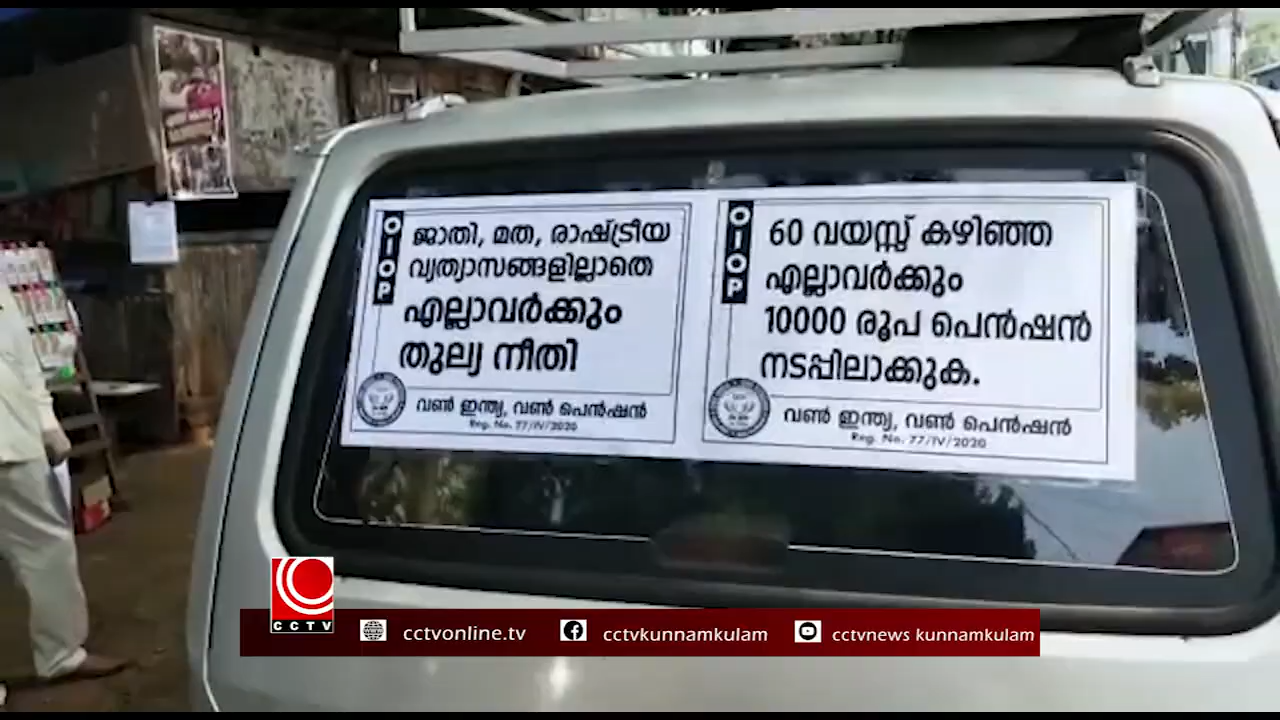 OIOP
ജാതി, മത, രാഷ്ട്രീയ
വ്യത്യാസങ്ങളില്ലാതെ
എല്ലാവർക്കും
തുല്യ നീതി
വൺ ഇന്ത്യ, വൺ പെൻഷൻ
Reg. No. 77/IV/2020
OIOP
60 വയസ്സ് കഴിഞ്ഞ
എല്ലാവർക്കും
10000 രൂപ പെൻഷൻ
നടപ്പിലാക്കുക.
വൺ ഇന്ത്യ, വൺ പെൻഷൻ
Reg. No. 77/IV/2020
CCTV
cctvonline.tv
cctvkunnamkulam
cctvnews kunnamkulam